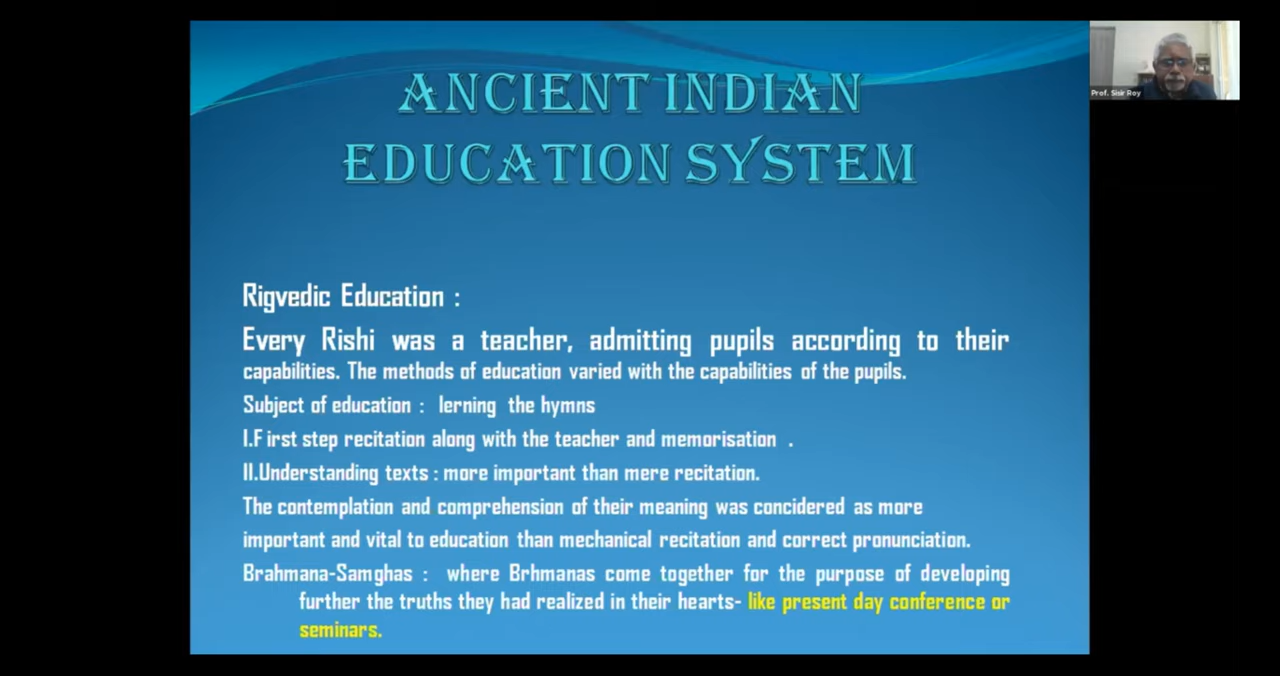 ANCIENT INDIAN
EDUCATION SYSTEM
Prof. Sisir Roy
Rigvedic Education :
Every Rishi was a teacher, admitting pupils according to their
capabilities. The methods of education varied with the capabilities of the pupils.
Subject of education : lerning the hymns
I.F irst step recitation along with the teacher and memorisation .
II.Understanding texts : more important than mere recitation.
The contemplation and comprehension of their meaning was concidered as more
important and vital to education than mechanical recitation and correct pronunciation.
Brahmana-Samghas : where Brhmanas come together for the purpose of developing
further the truths they had realized in their hearts- like present day conference or
seminars.